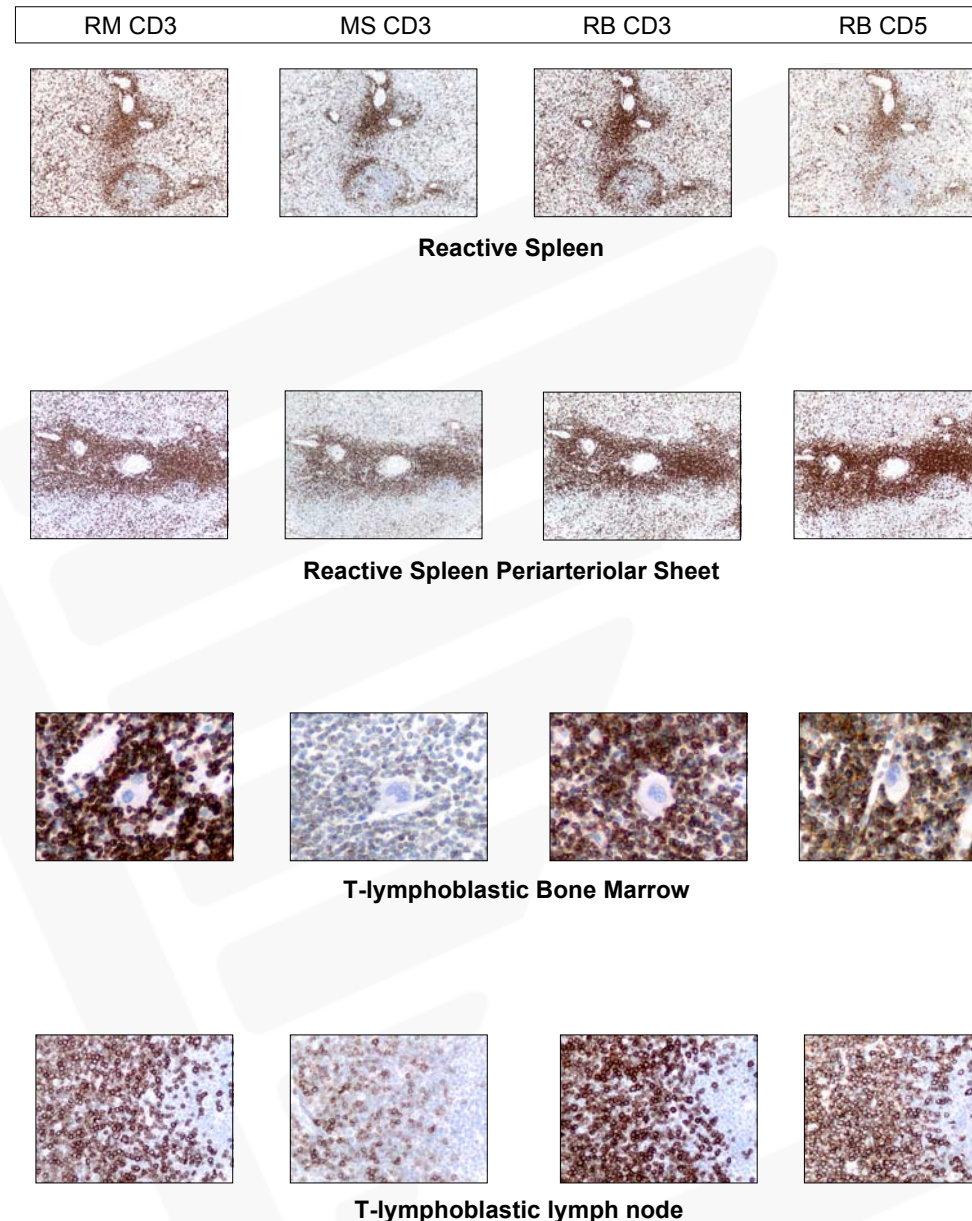 RM CD3 MS CD3 RB CD3 RB CD5
Reactive Spleen
Reactive Spleen Periarteriolar Sheet
T-lymphoblastic Bone Marrow
T-lymphoblastic lymph node